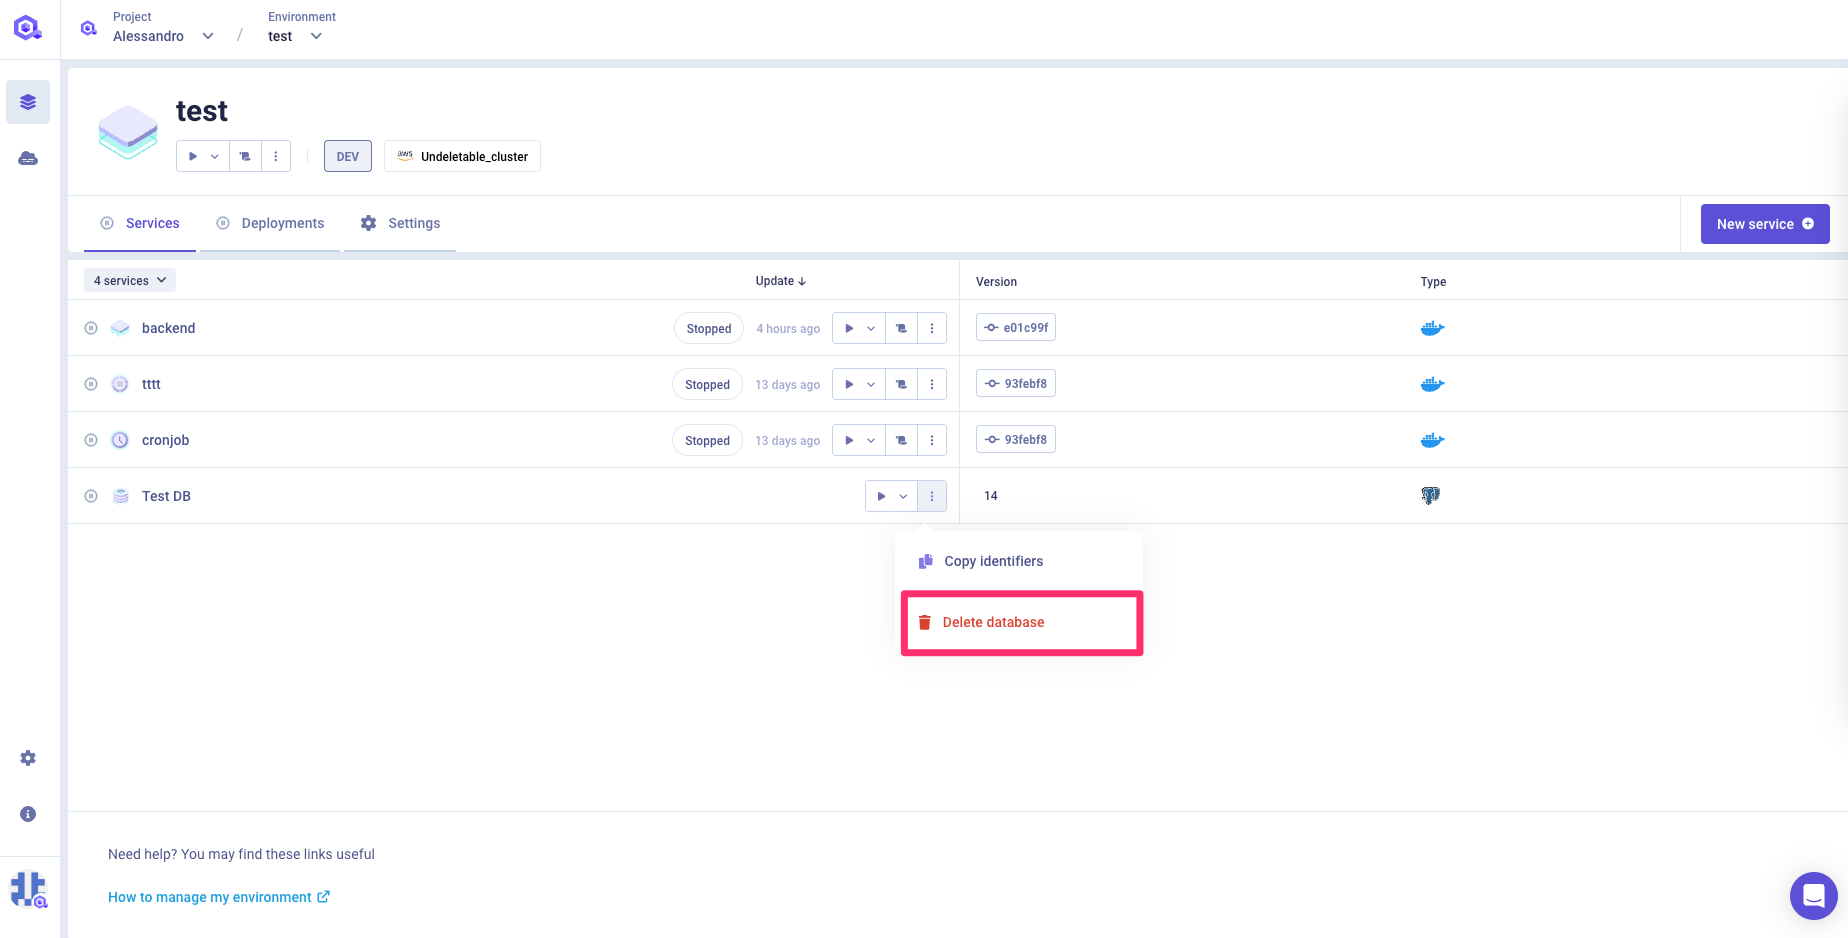 Project
Alessandro
/
Environment
test
test
DEV
aws
Undeletable_cluster
Services
Deployments
Settings
New service
4 services
Update
Version
Type
backend
Stopped
4 hours ago
e01c99f
tttt
Stopped
13 days ago
93febf8
cronjob
Stopped
13 days ago
93febf8
Test DB
14
Copy identifiers
Delete database
Need help? You may find these links useful
How to manage my environment